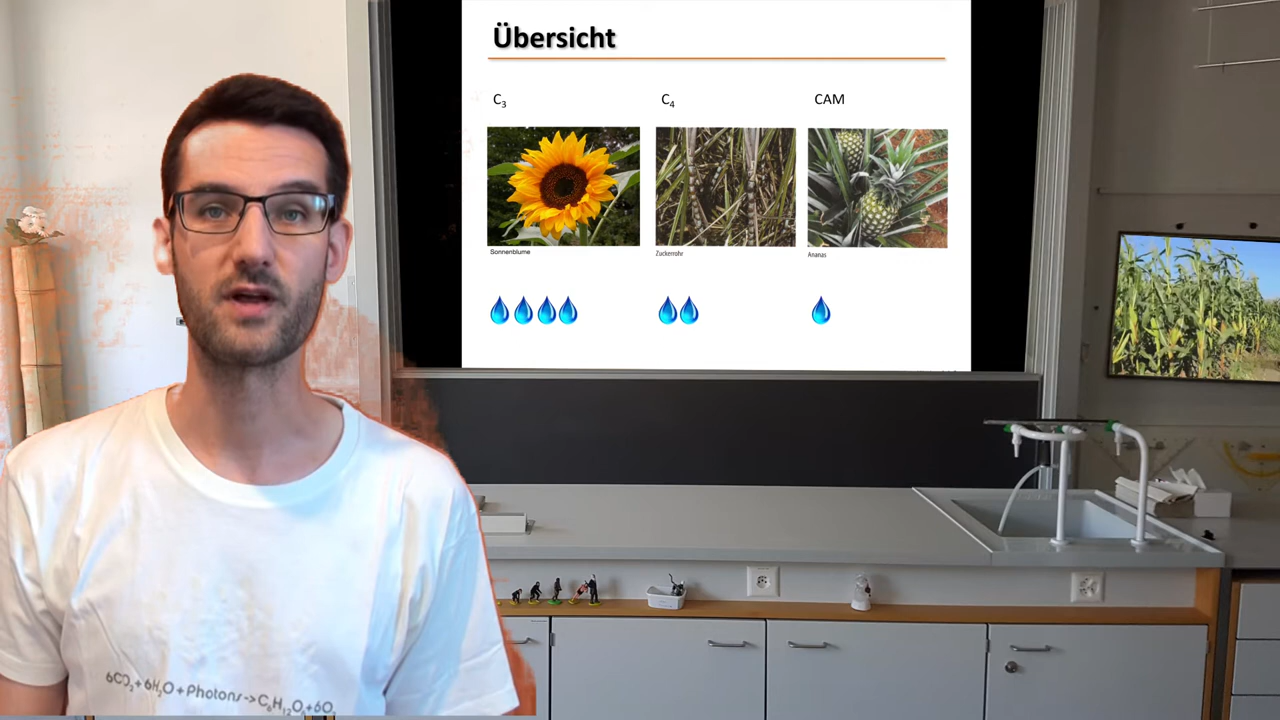 Übersicht
C₃ C₄ CAM
Sonnenblume Zuckerrohr Ananas
6CO₂+6H₂O+Photons->C₆H₁₂O₆+6O₂